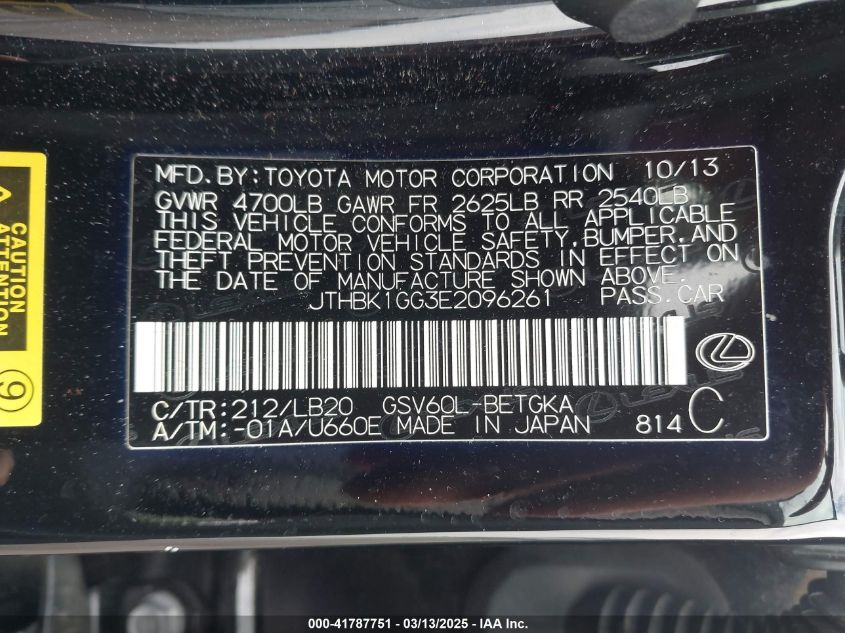 CAUTION
ATTENTION
9
MFD. BY: TOYOTA MOTOR CORPORATION 10/13
GVWR 4700LB GAWR FR 2625LB RR 2540LB
THIS VEHICLE CONFORMS TO ALL APPLICABLE
FEDERAL MOTOR VEHICLE SAFETY, BUMPER, AND
THEFT PREVENTION STANDARDS IN EFFECT ON
THE DATE OF MANUFACTURE SHOWN ABOVE.
JTHBK1GG3E2096261 PASS. CAR
C/TR: 212/LB20 GSV60L-BETGKA
A/TM: -01A/U660E MADE IN JAPAN 814 C
000-41787751 - 03/13/2025 - IAA Inc.